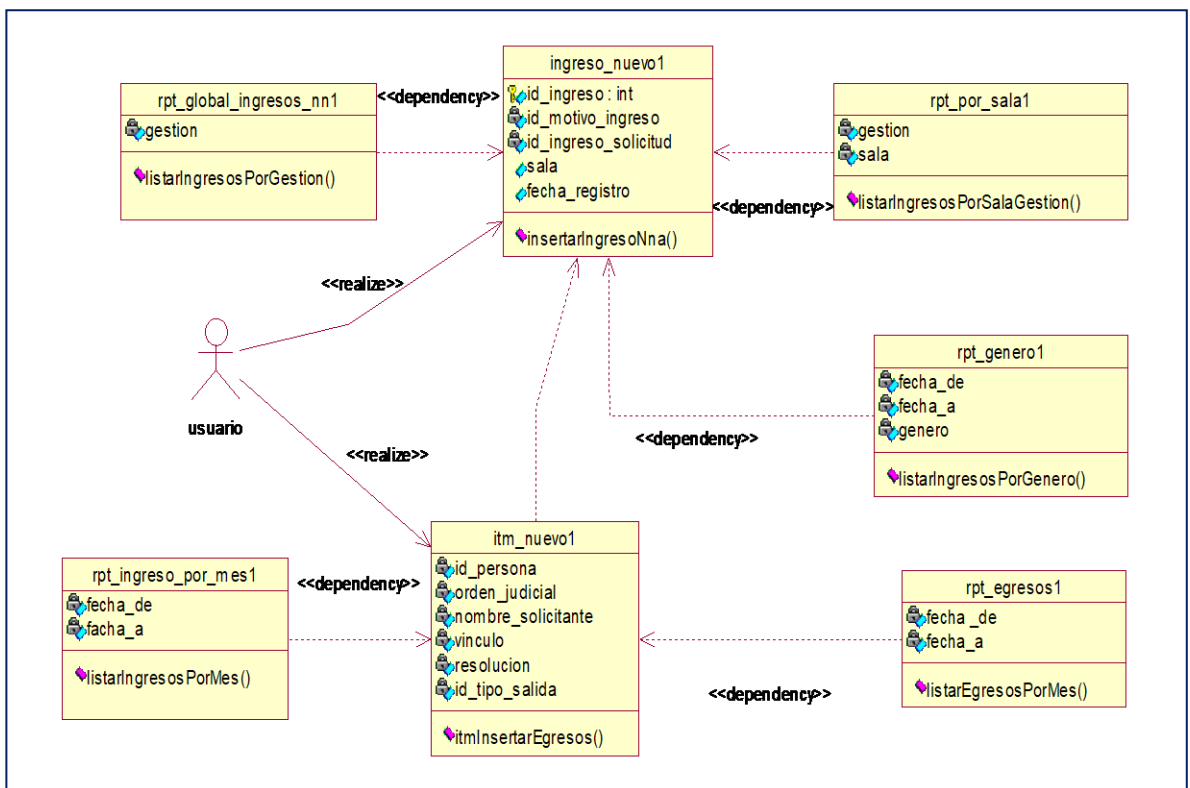 ingreso_nuevo1
id_ingreso : int
id_motivo_ingreso
id_ingreso_solicitud
sala
fecha_registro
insertarIngresoNna()
rpt_global_ingresos_nn1
gestion
listarIngresosPorGestion()
<<dependency>>
rpt_por_sala1
gestion
sala
listarIngresosPorSalaGestion()
<<dependency>>
<<realize>>
usuario
<<realize>>
rpt_genero1
fecha_de
fecha_a
genero
listarIngresosPorGenero()
<<dependency>>
itm_nuevo1
id_persona
orden_judicial
nombre_solicitante
vinculo
resolucion
id_tipo_salida
itmInsertarEgresos()
rpt_ingreso_por_mes1
fecha_de
facha_a
listarIngresosPorMes()
<<dependency>>
rpt_egresos1
fecha _de
fecha_a
listarEgresosPorMes()
<<dependency>>